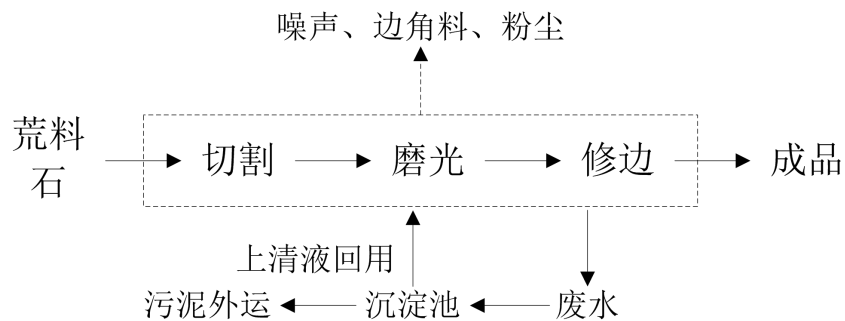 噪声、边角料、粉尘
荒料
石
切割
磨光
修边
成品
上清液回用
污泥外运
沉淀池
废水